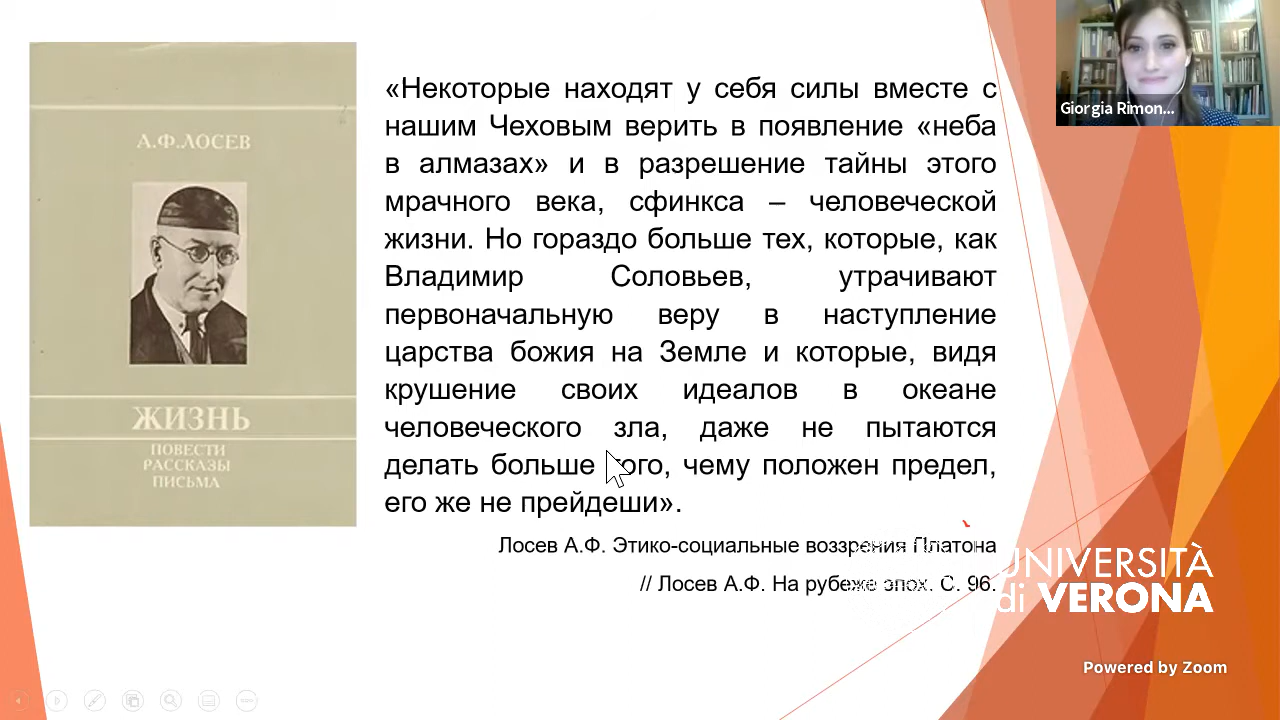 А.Ф.ЛОСЕВ
ЖИЗНЬ
ПОВЕСТИ
РАССКАЗЫ
ПИСЬМА
«Некоторые находят у себя силы вместе с
нашим Чеховым верить в появление «неба
в алмазах» и в разрешение тайны этого
мрачного века, сфинкса – человеческой
жизни. Но гораздо больше тех, которые, как
Владимир Соловьев, утрачивают
первоначальную веру в наступление
царства божия на Земле и которые, видя
крушение своих идеалов в океане
человеческого зла, даже не пытаются
делать больше того, чему положен предел,
его же не прейдеши».
Лосев А.Ф. Этико-социальные воззрения Платона
// Лосев А.Ф. На рубеже эпох. С. 96.
Giorgia Rimon...
UNIVERSITÀ
di VERONA
Powered by Zoom